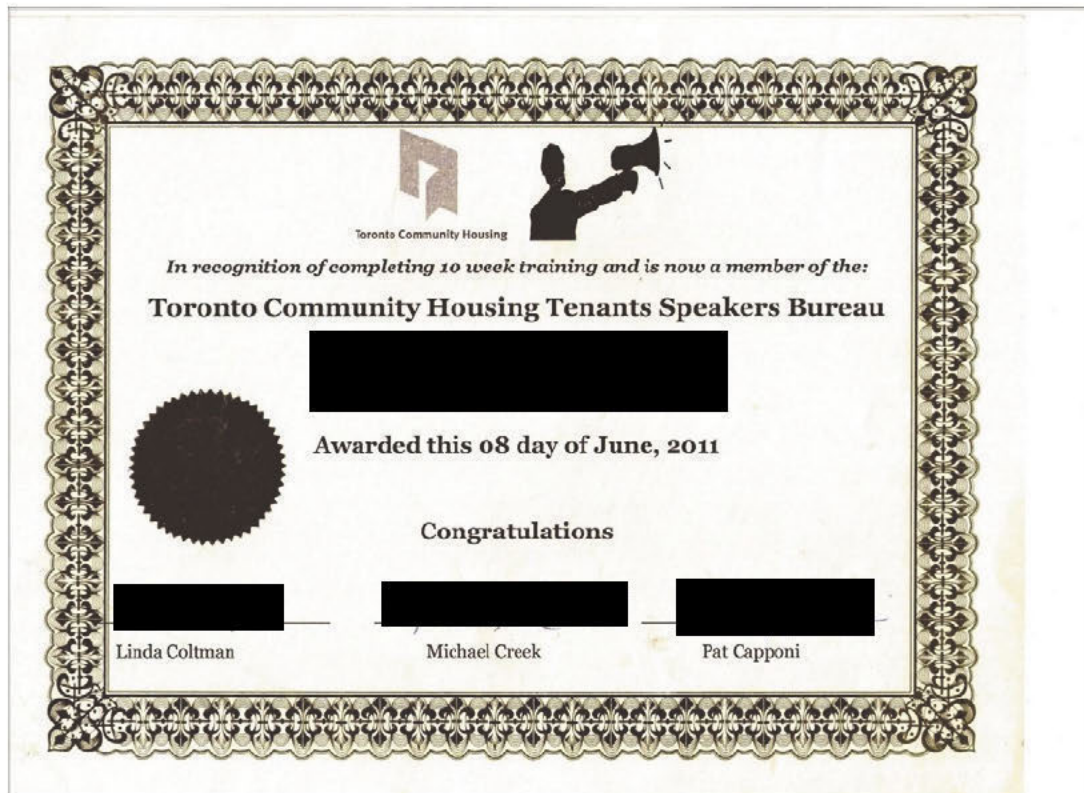 Toronto Community Housing
In recognition of completing 10 week training and is now a member of the:
Toronto Community Housing Tenants Speakers Bureau
Awarded this 08 day of June, 2011
Congratulations
Linda Coltman
Michael Creek
Pat Capponi